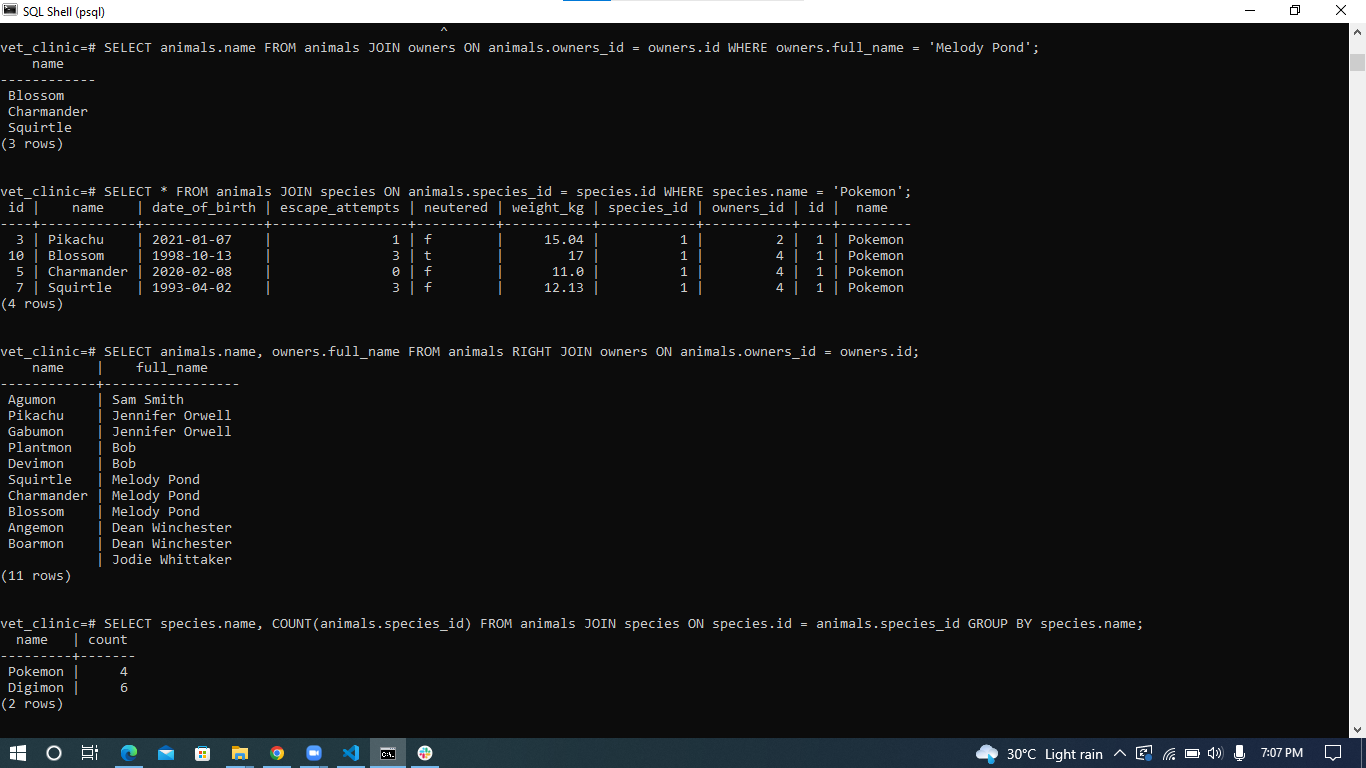 SQL Shell (psql)
^
vet_clinic=# SELECT animals.name FROM animals JOIN owners ON animals.owners_id = owners.id WHERE owners.full_name = 'Melody Pond';
    name
------------
 Blossom
 Charmander
 Squirtle
(3 rows)
vet_clinic=# SELECT * FROM animals JOIN species ON animals.species_id = species.id WHERE species.name = 'Pokemon';
 id |    name    | date_of_birth | escape_attempts | neutered | weight_kg | species_id | owners_id | id |  name
----+------------+---------------+-----------------+----------+-----------+------------+-----------+----+---------
  3 | Pikachu    | 2021-01-07    |               1 | f        |     15.04 |          1 |         2 |  1 | Pokemon
 10 | Blossom    | 1998-10-13    |               3 | t        |        17 |          1 |         4 |  1 | Pokemon
  5 | Charmander | 2020-02-08    |               0 | f        |      11.0 |          1 |         4 |  1 | Pokemon
  7 | Squirtle   | 1993-04-02    |               3 | f        |     12.13 |          1 |         4 |  1 | Pokemon
(4 rows)
vet_clinic=# SELECT animals.name, owners.full_name FROM animals RIGHT JOIN owners ON animals.owners_id = owners.id;
    name    |    full_name
------------+-----------------
 Agumon     | Sam Smith
 Pikachu    | Jennifer Orwell
 Gabumon    | Jennifer Orwell
 Plantmon   | Bob
 Devimon    | Bob
 Squirtle   | Melody Pond
 Charmander | Melody Pond
 Blossom    | Melody Pond
 Angemon    | Dean Winchester
 Boarmon    | Dean Winchester
            | Jodie Whittaker
(11 rows)
vet_clinic=# SELECT species.name, COUNT(animals.species_id) FROM animals JOIN species ON species.id = animals.species_id GROUP BY species.name;
  name   | count
---------+-------
 Pokemon |     4
 Digimon |     6
(2 rows)
30°C Light rain 7:07 PM